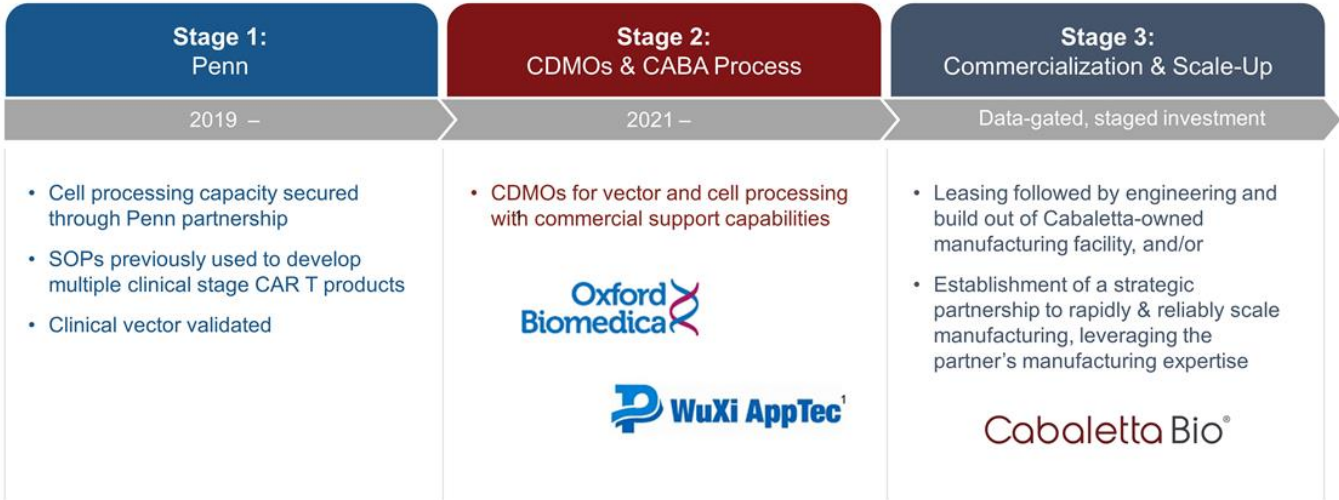 Stage 1:
Penn
2019 –
• Cell processing capacity secured
through Penn partnership
• SOPs previously used to develop
multiple clinical stage CAR T products
• Clinical vector validated
Stage 2:
CDMOs & CABA Process
2021 –
• CDMOs for vector and cell processing
with commercial support capabilities
Oxford
Biomedica
WuXi AppTec¹
Stage 3:
Commercialization & Scale-Up
Data-gated, staged investment
• Leasing followed by engineering and
build out of Cabaletta-owned
manufacturing facility, and/or
• Establishment of a strategic
partnership to rapidly & reliably scale
manufacturing, leveraging the
partner's manufacturing expertise
Cabaletta Bio®